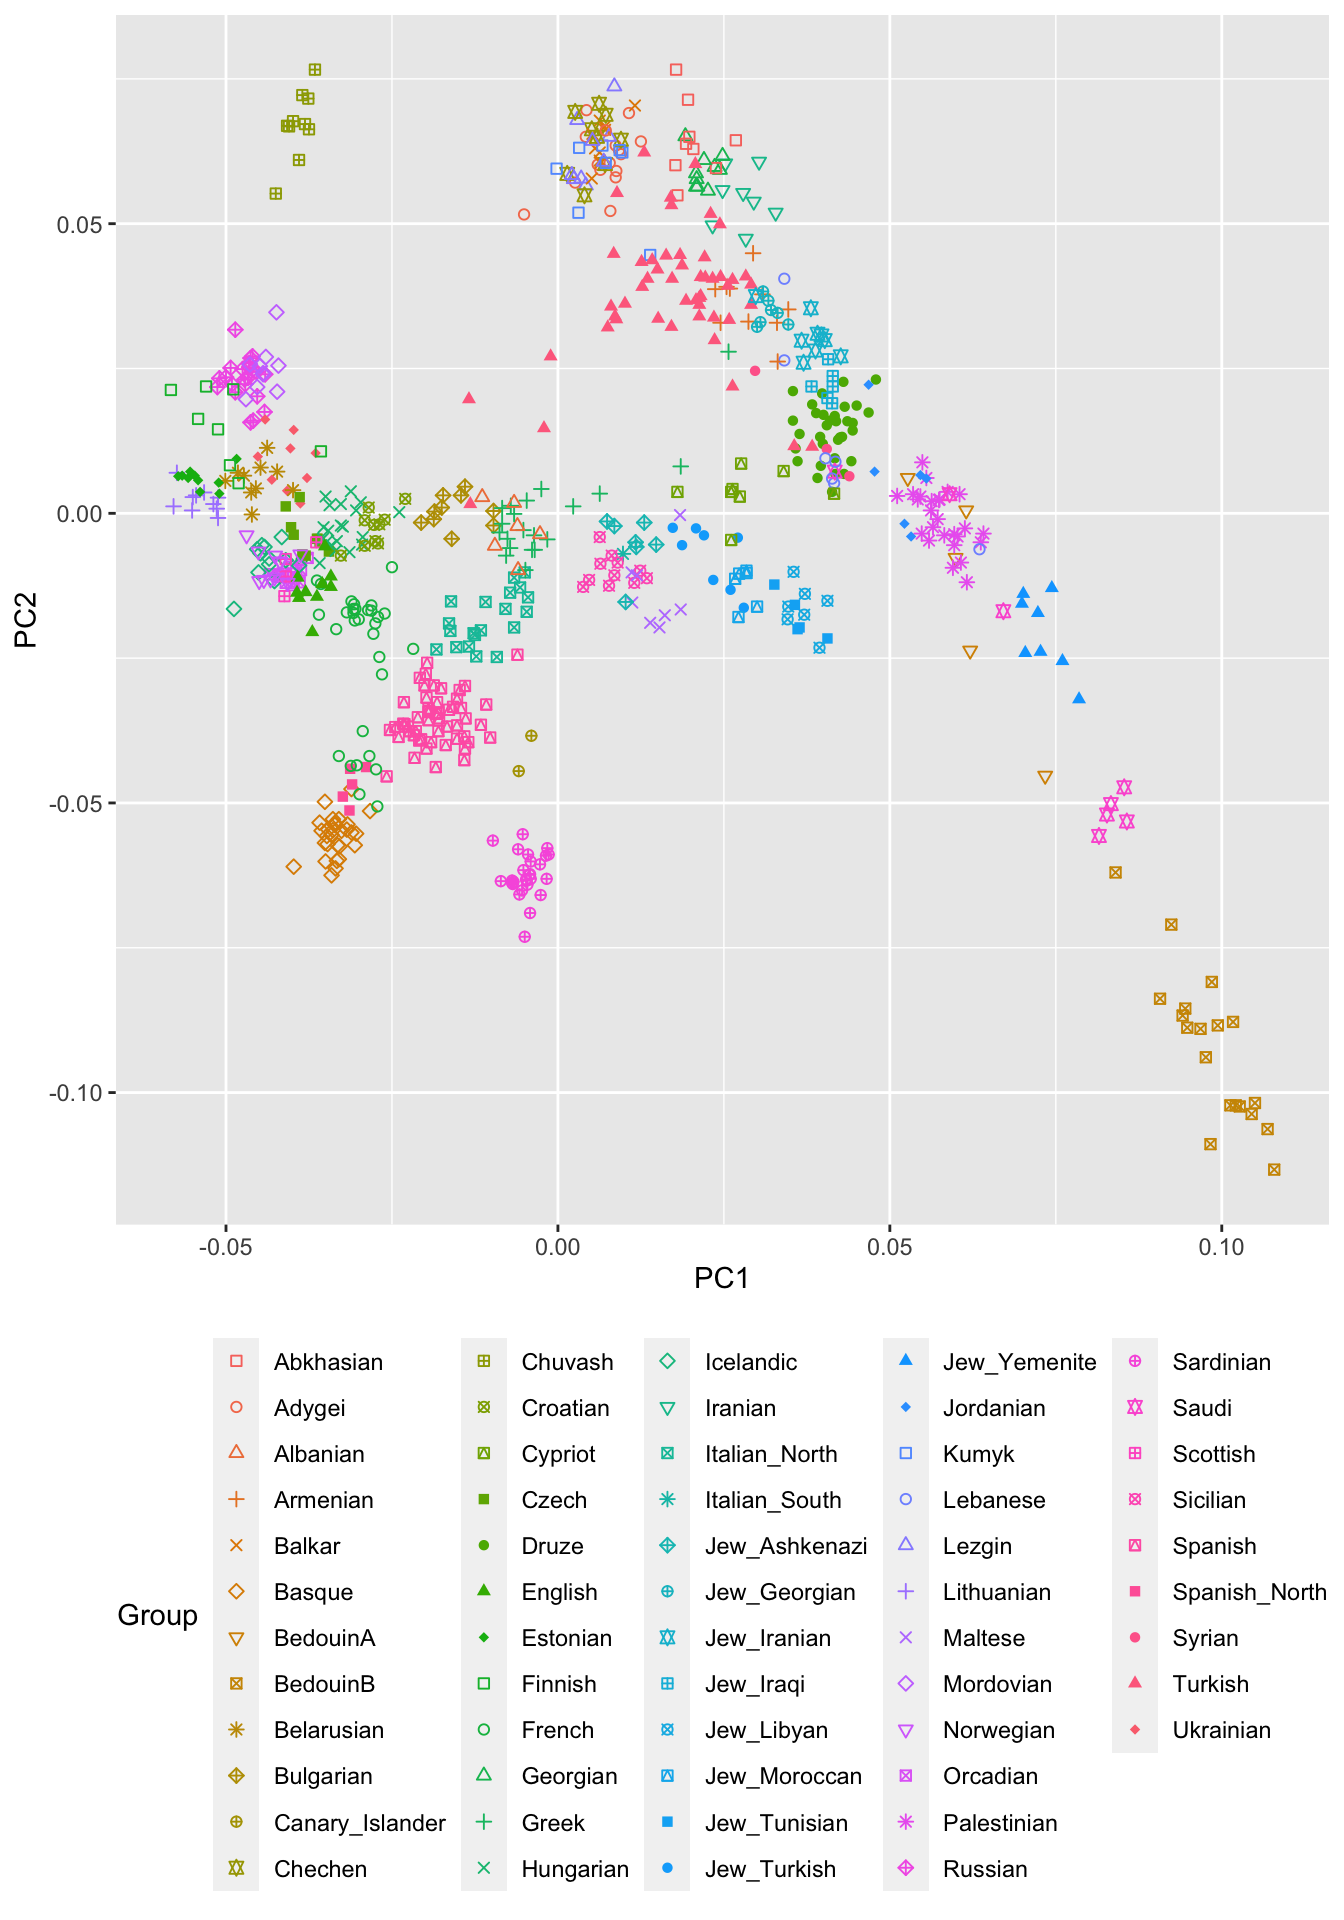 0.05
0.00
-0.05
-0.10
PC2
-0.05 0.00 0.05 0.10
PC1
Group
Abkhasian
Adygei
Albanian
Armenian
Balkar
Basque
BedouinA
BedouinB
Belarusian
Bulgarian
Canary_Islander
Chechen
Chuvash
Croatian
Cypriot
Czech
Druze
English
Estonian
Finnish
French
Georgian
Greek
Hungarian
Icelandic
Iranian
Italian_North
Italian_South
Jew_Ashkenazi
Jew_Georgian
Jew_Iranian
Jew_Iraqi
Jew_Libyan
Jew_Moroccan
Jew_Tunisian
Jew_Turkish
Jew_Yemenite
Jordanian
Kumyk
Lebanese
Lezgin
Lithuanian
Maltese
Mordovian
Norwegian
Orcadian
Palestinian
Russian
Sardinian
Saudi
Scottish
Sicilian
Spanish
Spanish_North
Syrian
Turkish
Ukrainian